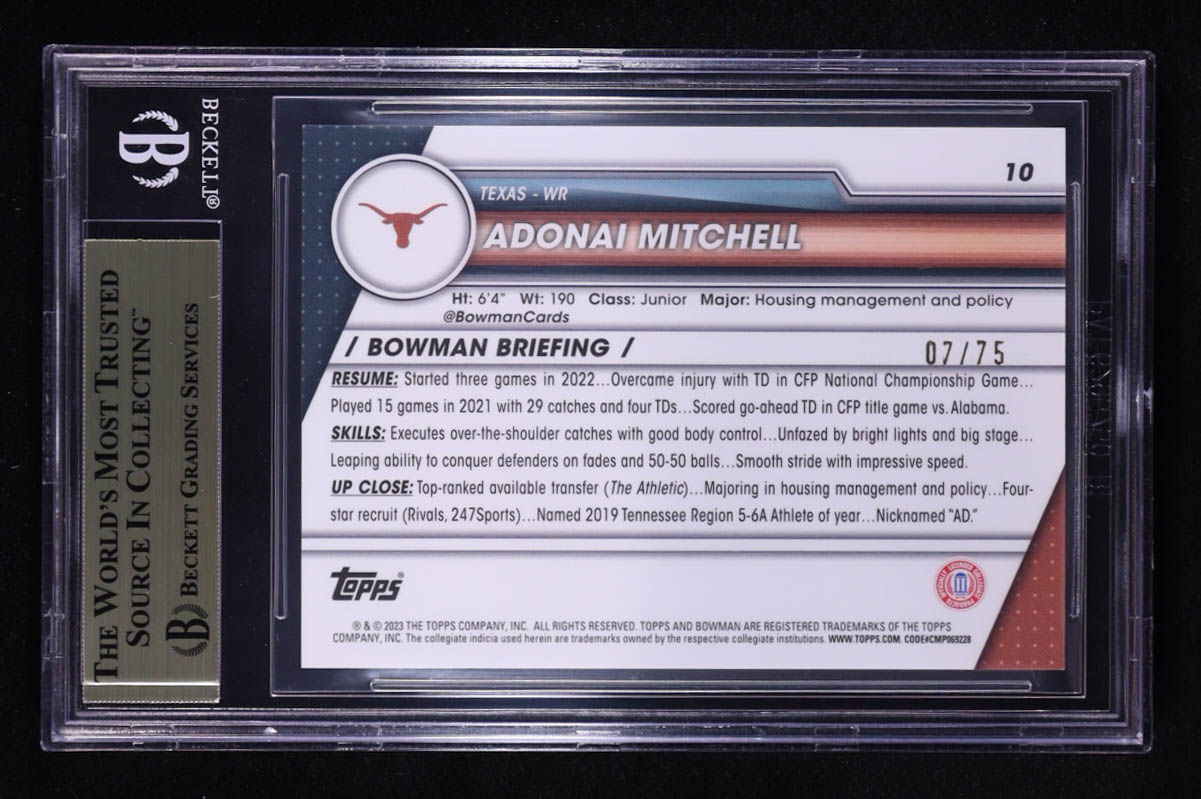 BECKETT®
THE WORLD'S MOST TRUSTED
SOURCE IN COLLECTING™
BECKETT GRADING SERVICES
10
TEXAS - WR
ADONAI MITCHELL
Ht: 6'4" Wt: 190 Class: Junior Major: Housing management and policy
@BowmanCards
/ BOWMAN BRIEFING /
07/75
RESUME: Started three games in 2022...Overcame injury with TD in CFP National Championship Game...
Played 15 games in 2021 with 29 catches and four TDs...Scored go-ahead TD in CFP title game vs. Alabama.
SKILLS: Executes over-the-shoulder catches with good body control...Unfazed by bright lights and big stage...
Leaping ability to conquer defenders on fades and 50-50 balls...Smooth stride with impressive speed.
UP CLOSE: Top-ranked available transfer (The Athletic)...Majoring in housing management and policy...Four-
star recruit (Rivals, 247Sports)...Named 2019 Tennessee Region 5-6A Athlete of year...Nicknamed "AD."
topps®
OFFICIALLY LICENSED COLLEGIATE PRODUCTS
® & © 2023 THE TOPPS COMPANY, INC. ALL RIGHTS RESERVED. TOPPS AND BOWMAN ARE REGISTERED TRADEMARKS OF THE TOPPS
COMPANY, INC. The collegiate indicia used herein are trademarks owned by the respective collegiate institutions. WWW.TOPPS.COM. CODE#CMP069228